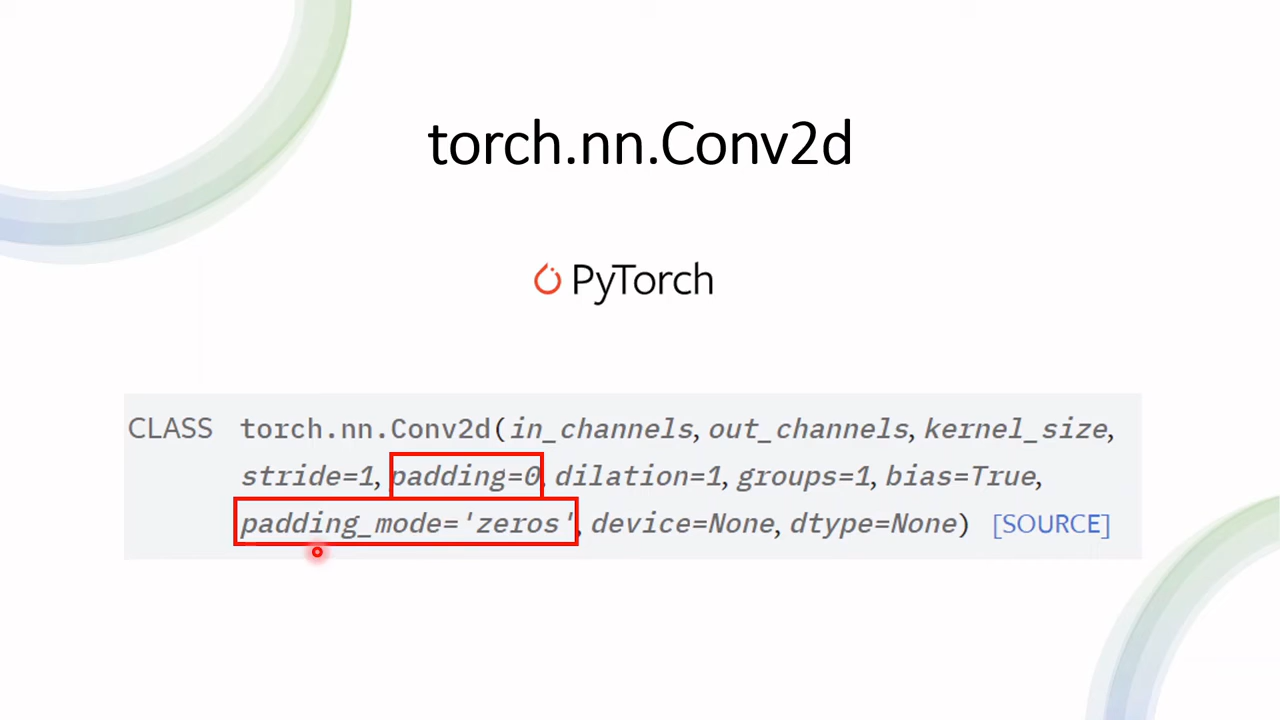 torch.nn.Conv2d
PyTorch
CLASS torch.nn.Conv2d(in_channels, out_channels, kernel_size,
stride=1, padding=0, dilation=1, groups=1, bias=True,
padding_mode='zeros', device=None, dtype=None) [SOURCE]